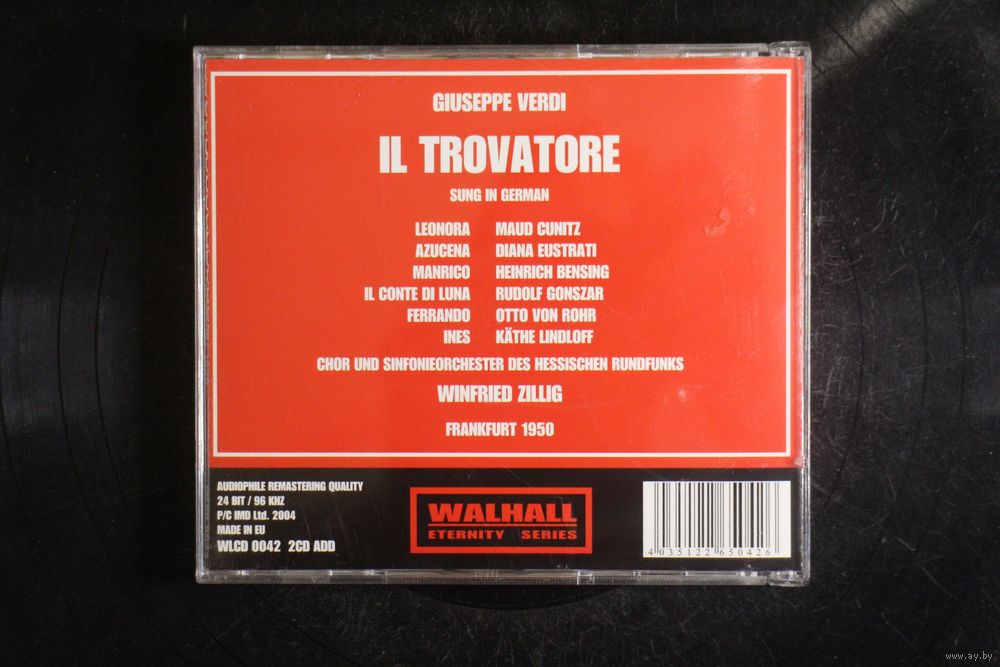 GIUSEPPE VERDI
IL TROVATORE
SUNG IN GERMAN
LEONORA MAUD CUNITZ
AZUCENA DIANA EUSTRATI
MANRICO HEINRICH BENSING
IL CONTE DI LUNA RUDOLF GONSZAR
FERRANDO OTTO VON ROHR
INES KÄTHE LINDLOFF
CHOR UND SINFONIEORCHESTER DES HESSISCHEN RUNDFUNKS
WINFRIED ZILLIG
FRANKFURT 1950
AUDIOPHILE REMASTERING QUALITY
24 BIT / 96 KHZ
P/C IMD Ltd. 2004
MADE IN EU
WLCD 0042 2CD ADD
WALHALL
ETERNITY SERIES
4 035122 650426
www.ay.by